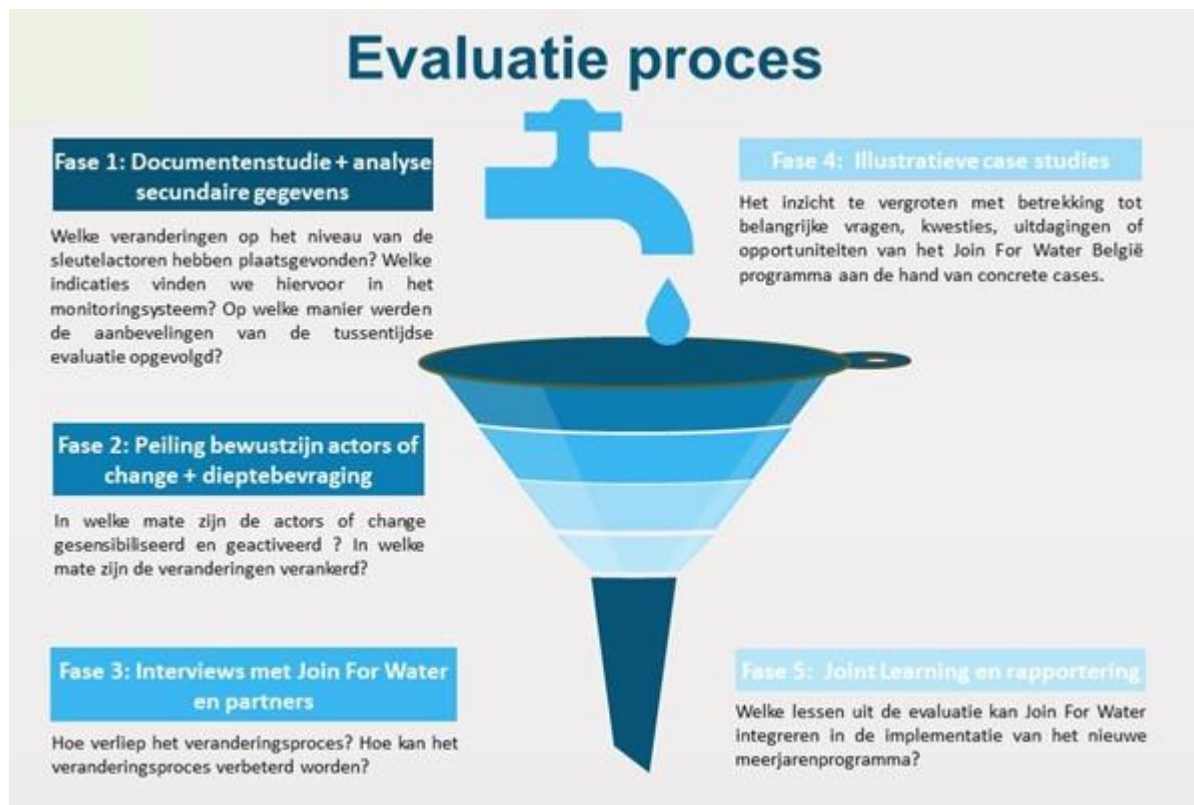 Evaluatie proces
Fase 1: Documentenstudie + analyse
secundaire gegevens
Welke veranderingen op het niveau van de
sleutelactoren hebben plaatsgevonden? Welke
indicaties vinden we hiervoor in het
monitoringsysteem? Op welke manier werden
de aanbevelingen van de tussentijdse
evaluatie opgevolgd?
Fase 2: Peiling bewustzijn actors of
change + dieptebevraging
In welke mate zijn de actors of change
gesensibiliseerd en geactiveerd ? In welke
mate zijn de veranderingen verankerd?
Fase 3: Interviews met Join For Water
en partners
Hoe verliep het veranderingsproces? Hoe kan het
veranderingsproces verbeterd worden?
Fase 4: Illustratieve case studies
Het inzicht te vergroten met betrekking tot
belangrijke vragen, kwesties, uitdagingen of
opportuniteiten van het Join For Water België
programma aan de hand van concrete cases.
Fase 5: Joint Learning en rapportering
Welke lessen uit de evaluatie kan Join For Water
integreren in de implementatie van het nieuwe
meerjarenprogramma?